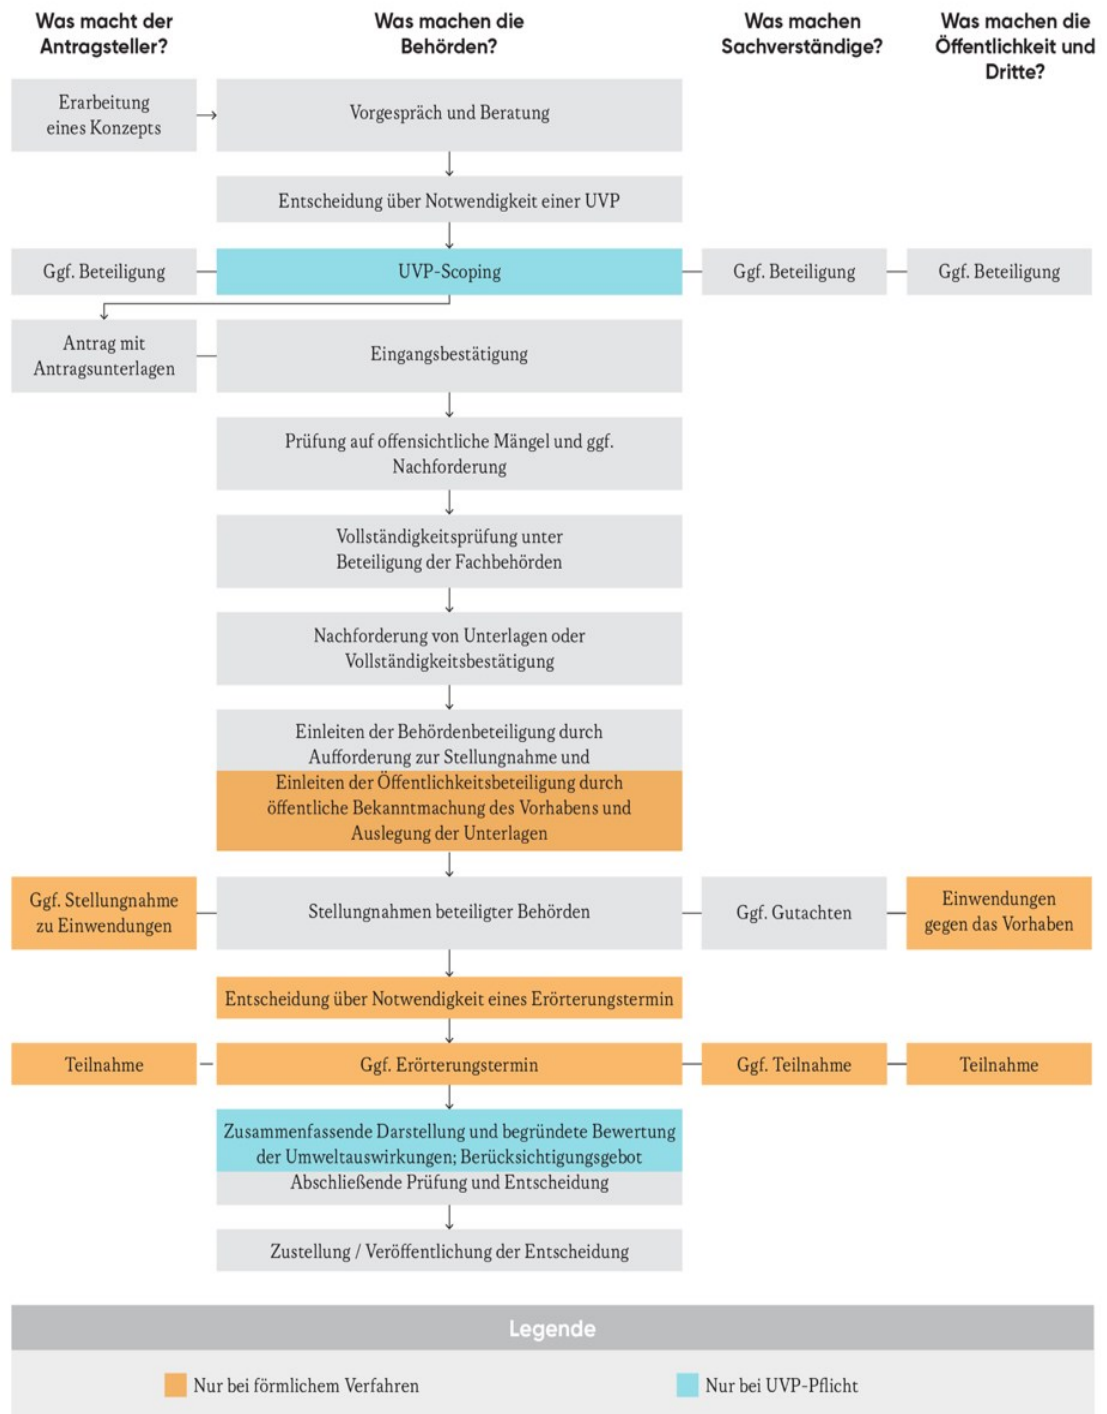 Was macht der
Antragsteller?
Was machen die
Behörden?
Was machen
Sachverständige?
Was machen die
Öffentlichkeit und
Dritte?
Erarbeitung
eines Konzepts
Vorgespräch und Beratung
Entscheidung über Notwendigkeit einer UVP
Ggf. Beteiligung
UVP-Scoping
Ggf. Beteiligung
Ggf. Beteiligung
Antrag mit
Antragsunterlagen
Eingangsbestätigung
Prüfung auf offensichtliche Mängel und ggf.
Nachforderung
Vollständigkeitsprüfung unter
Beteiligung der Fachbehörden
Nachforderung von Unterlagen oder
Vollständigkeitsbestätigung
Einleiten der Behördenbeteiligung durch
Aufforderung zur Stellungnahme und
Einleiten der Öffentlichkeitsbeteiligung durch
öffentliche Bekanntmachung des Vorhabens und
Auslegung der Unterlagen
Ggf. Stellungnahme
zu Einwendungen
Stellungnahmen beteiligter Behörden
Ggf. Gutachten
Einwendungen
gegen das Vorhaben
Entscheidung über Notwendigkeit eines Erörterungstermin
Teilnahme
Ggf. Erörterungstermin
Ggf. Teilnahme
Teilnahme
Zusammenfassende Darstellung und begründete Bewertung
der Umweltauswirkungen; Berücksichtigungsgebot
Abschließende Prüfung und Entscheidung
Zustellung / Veröffentlichung der Entscheidung
Legende
Nur bei förmlichem Verfahren
Nur bei UVP-Pflicht